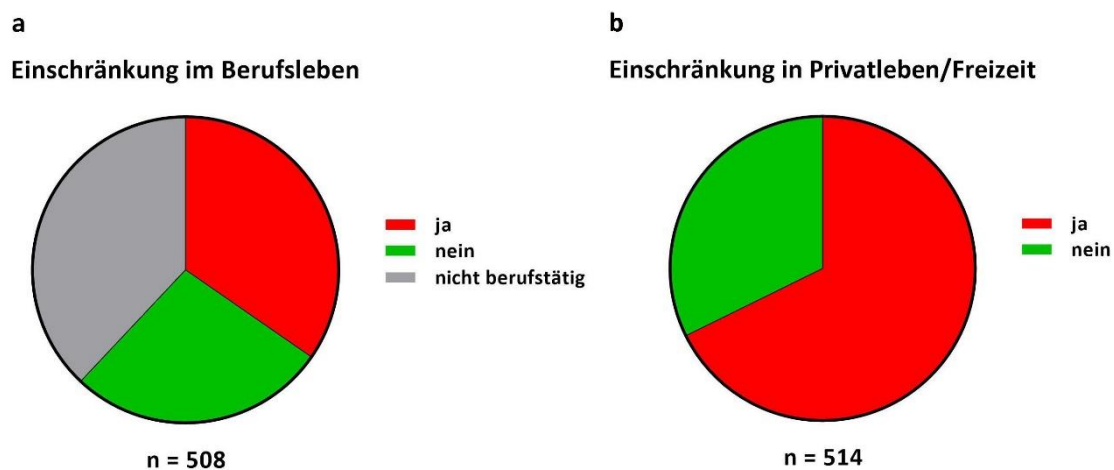 a
Einschränkung im Berufsleben
ja
nein
nicht berufstätig
n = 508
b
Einschränkung in Privatleben/Freizeit
ja
nein
n = 514